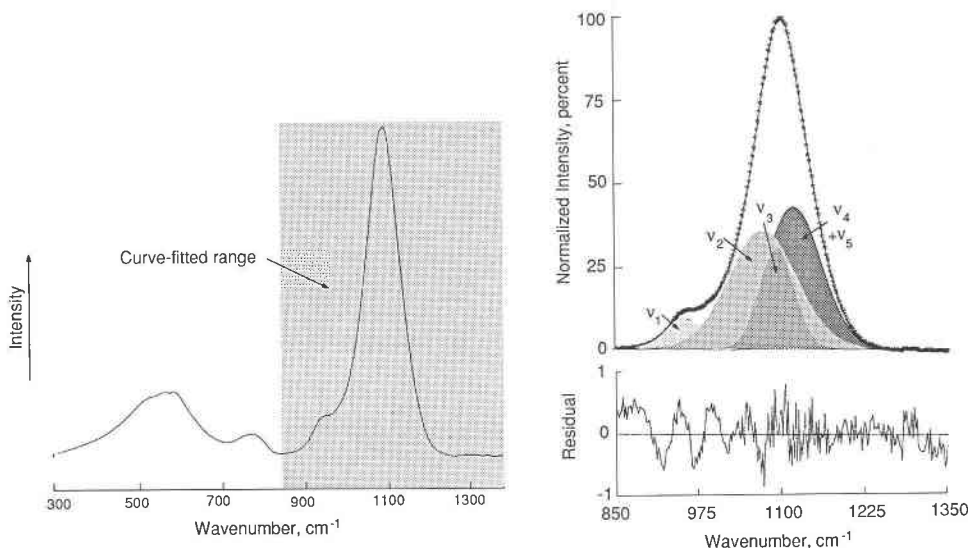 Intensity
Curve-fitted range
300 500 700 900 1100 1300
Wavenumber, cm⁻¹
Normalized Intensity, percent
100
75
50
25
0
ν₁
ν₂
ν₃
ν₄
+ν₅
Residual
1
0
-1
850 975 1100 1225 1350
Wavenumber, cm⁻¹